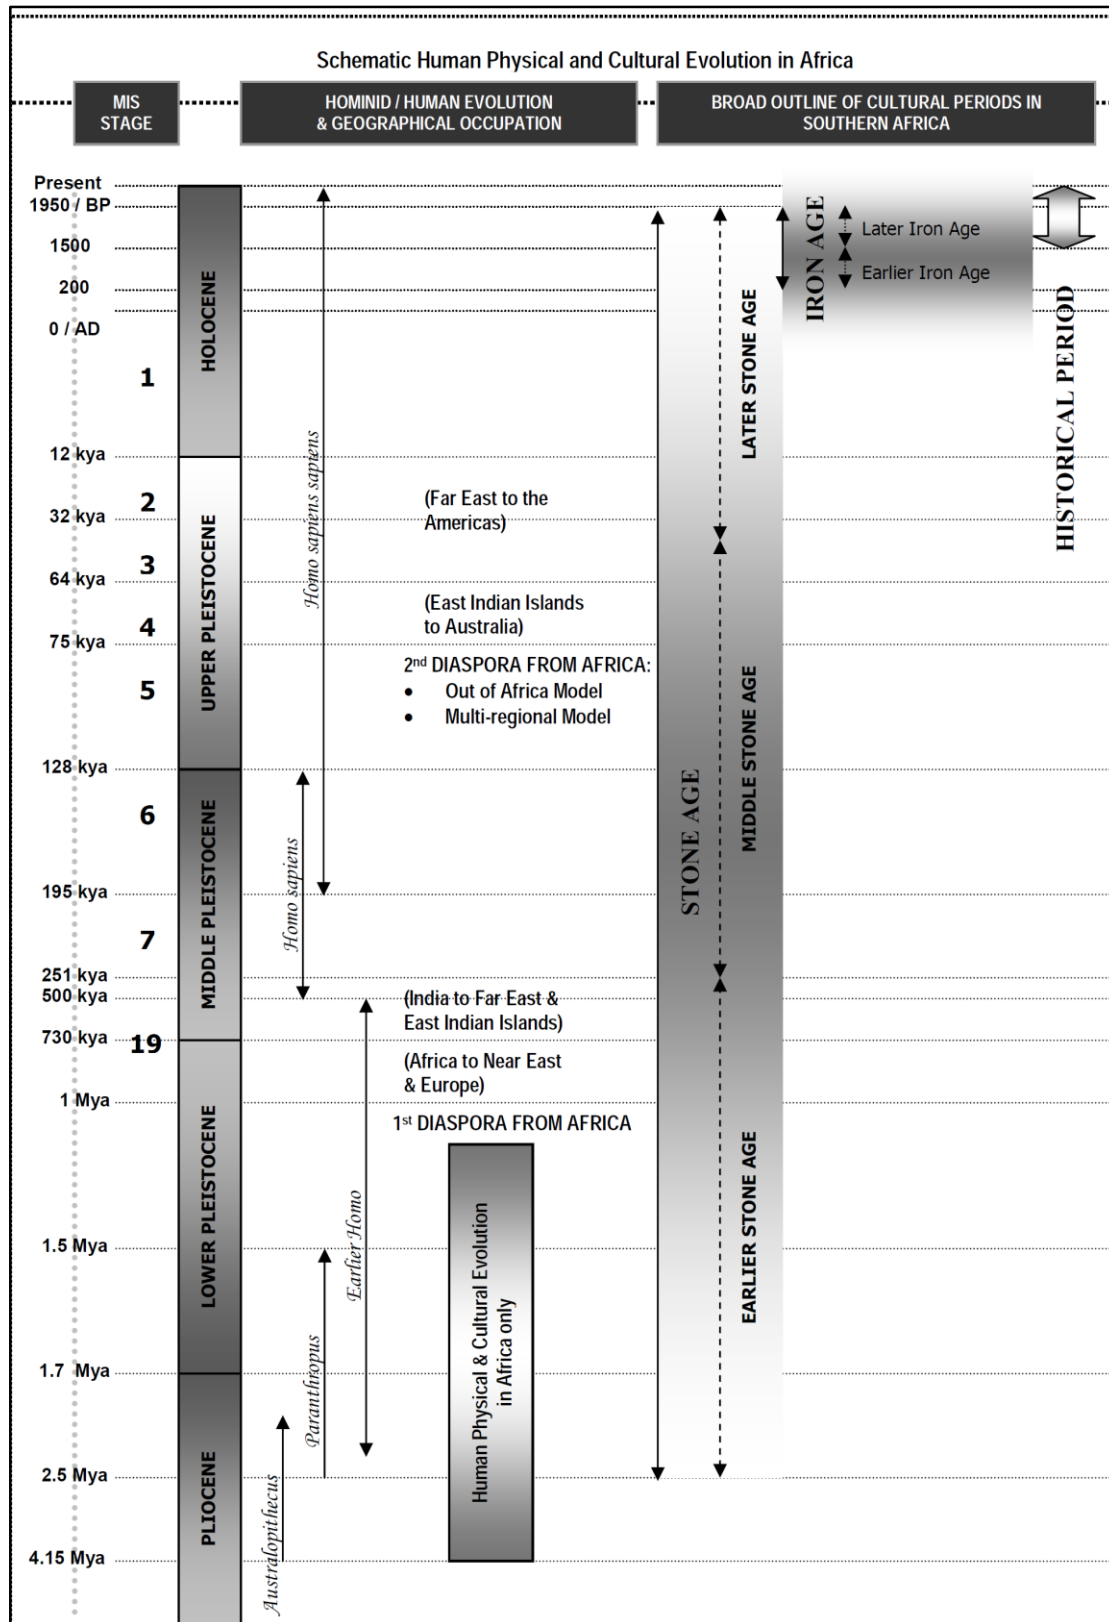 Schematic Human Physical and Cultural Evolution in Africa
MIS
STAGE
HOMINID / HUMAN EVOLUTION
& GEOGRAPHICAL OCCUPATION
BROAD OUTLINE OF CULTURAL PERIODS IN
SOUTHERN AFRICA
Present
1950 / BP
1500
200
0 / AD
12 kya
32 kya
64 kya
75 kya
128 kya
195 kya
251 kya
500 kya
730 kya
1 Mya
1.5 Mya
1.7 Mya
2.5 Mya
4.15 Mya
1
2
3
4
5
6
7
19
HOLOCENE
UPPER PLEISTOCENE
MIDDLE PLEISTOCENE
LOWER PLEISTOCENE
PLIOCENE
Homo sapiens sapiens
Homo sapiens
Earlier Homo
Paranthropus
Australopithecus
(Far East to the
Americas)
(East Indian Islands
to Australia)
2nd DIASPORA FROM AFRICA:
• Out of Africa Model
• Multi-regional Model
(India to Far East &
East Indian Islands)
(Africa to Near East
& Europe)
1st DIASPORA FROM AFRICA
Human Physical & Cultural Evolution
in Africa only
STONE AGE
LATER STONE AGE
MIDDLE STONE AGE
EARLIER STONE AGE
IRON AGE
Later Iron Age
Earlier Iron Age
HISTORICAL PERIOD